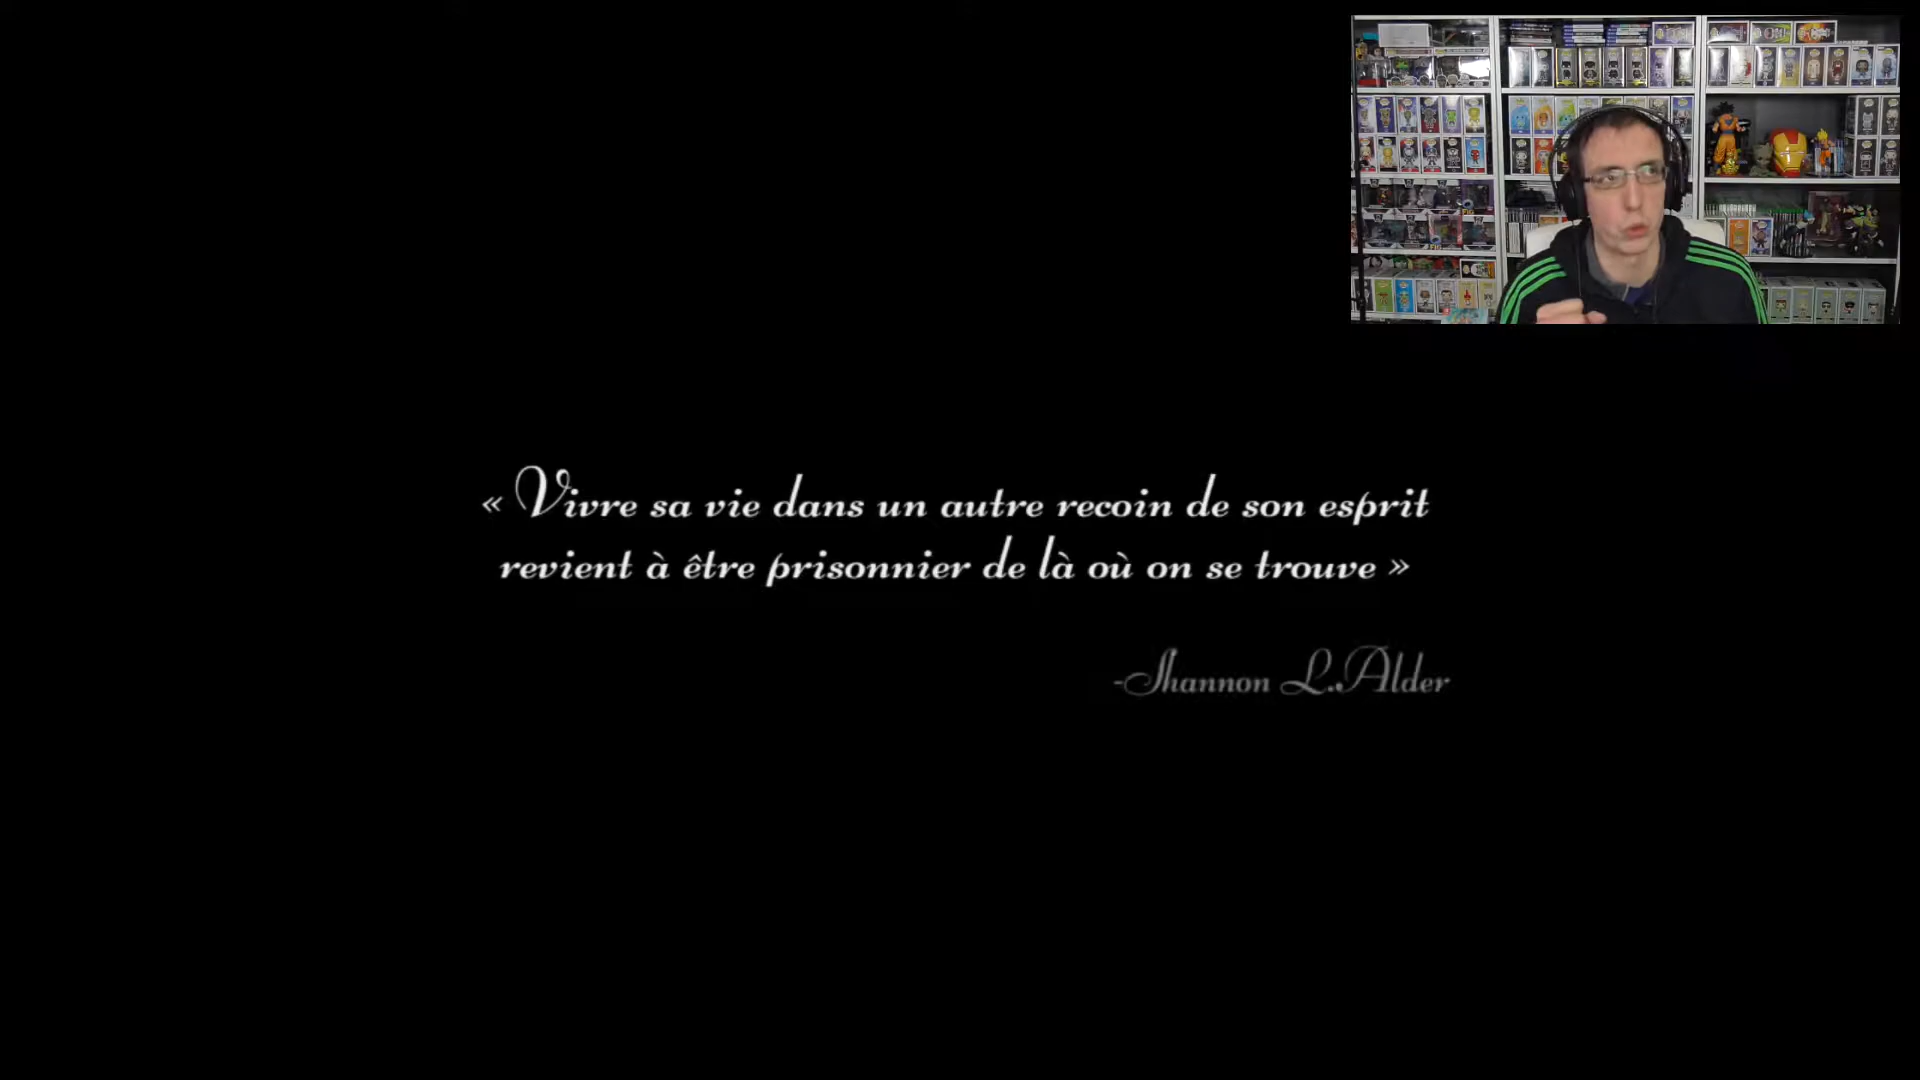 « Vivre sa vie dans un autre recoin de son esprit
revient à être prisonnier de là où on se trouve »
-Shannon L.Alder